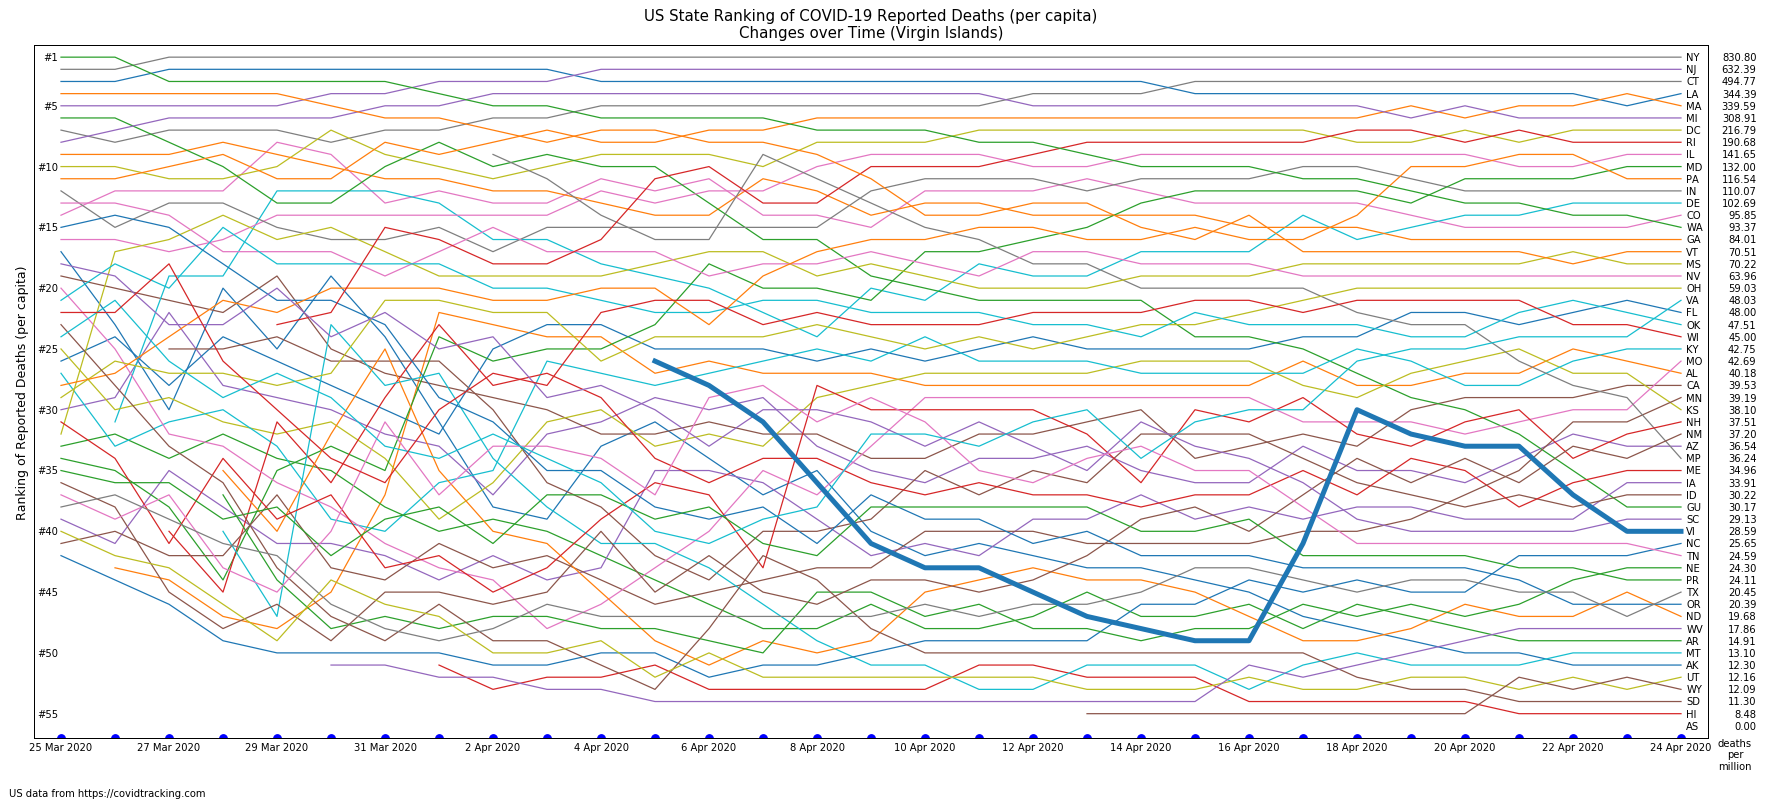 US State Ranking of COVID-19 Reported Deaths (per capita)
Changes over Time (Virgin Islands)
Ranking of Reported Deaths (per capita)
#1
#5
#10
#15
#20
#25
#30
#35
#40
#45
#50
#55
NY 830.80
NJ 632.39
CT 494.77
LA 344.39
MA 339.59
MI 308.91
DC 216.79
RI 190.68
IL 141.65
MD 132.00
PA 116.54
IN 110.07
DE 102.69
CO 95.85
WA 93.37
GA 84.01
VT 70.51
MS 70.22
NV 63.96
OH 59.03
VA 48.03
FL 48.00
OK 47.51
WI 45.00
KY 42.75
MO 42.69
AL 40.18
CA 39.53
MN 39.19
KS 38.10
NH 37.51
NM 37.20
AZ 36.54
MP 36.24
ME 34.96
IA 33.91
ID 30.22
GU 30.17
SC 29.13
VI 28.59
NC 25.65
TN 24.59
NE 24.30
PR 24.11
TX 20.45
OR 20.39
ND 19.68
WV 17.86
AR 14.91
MT 13.10
AK 12.30
UT 12.16
WY 12.09
SD 11.30
HI 8.48
AS 0.00
25 Mar 2020 27 Mar 2020 29 Mar 2020 31 Mar 2020 2 Apr 2020 4 Apr 2020 6 Apr 2020 8 Apr 2020 10 Apr 2020 12 Apr 2020 14 Apr 2020 16 Apr 2020 18 Apr 2020 20 Apr 2020 22 Apr 2020 24 Apr 2020
deaths
per
million
US data from https://covidtracking.com